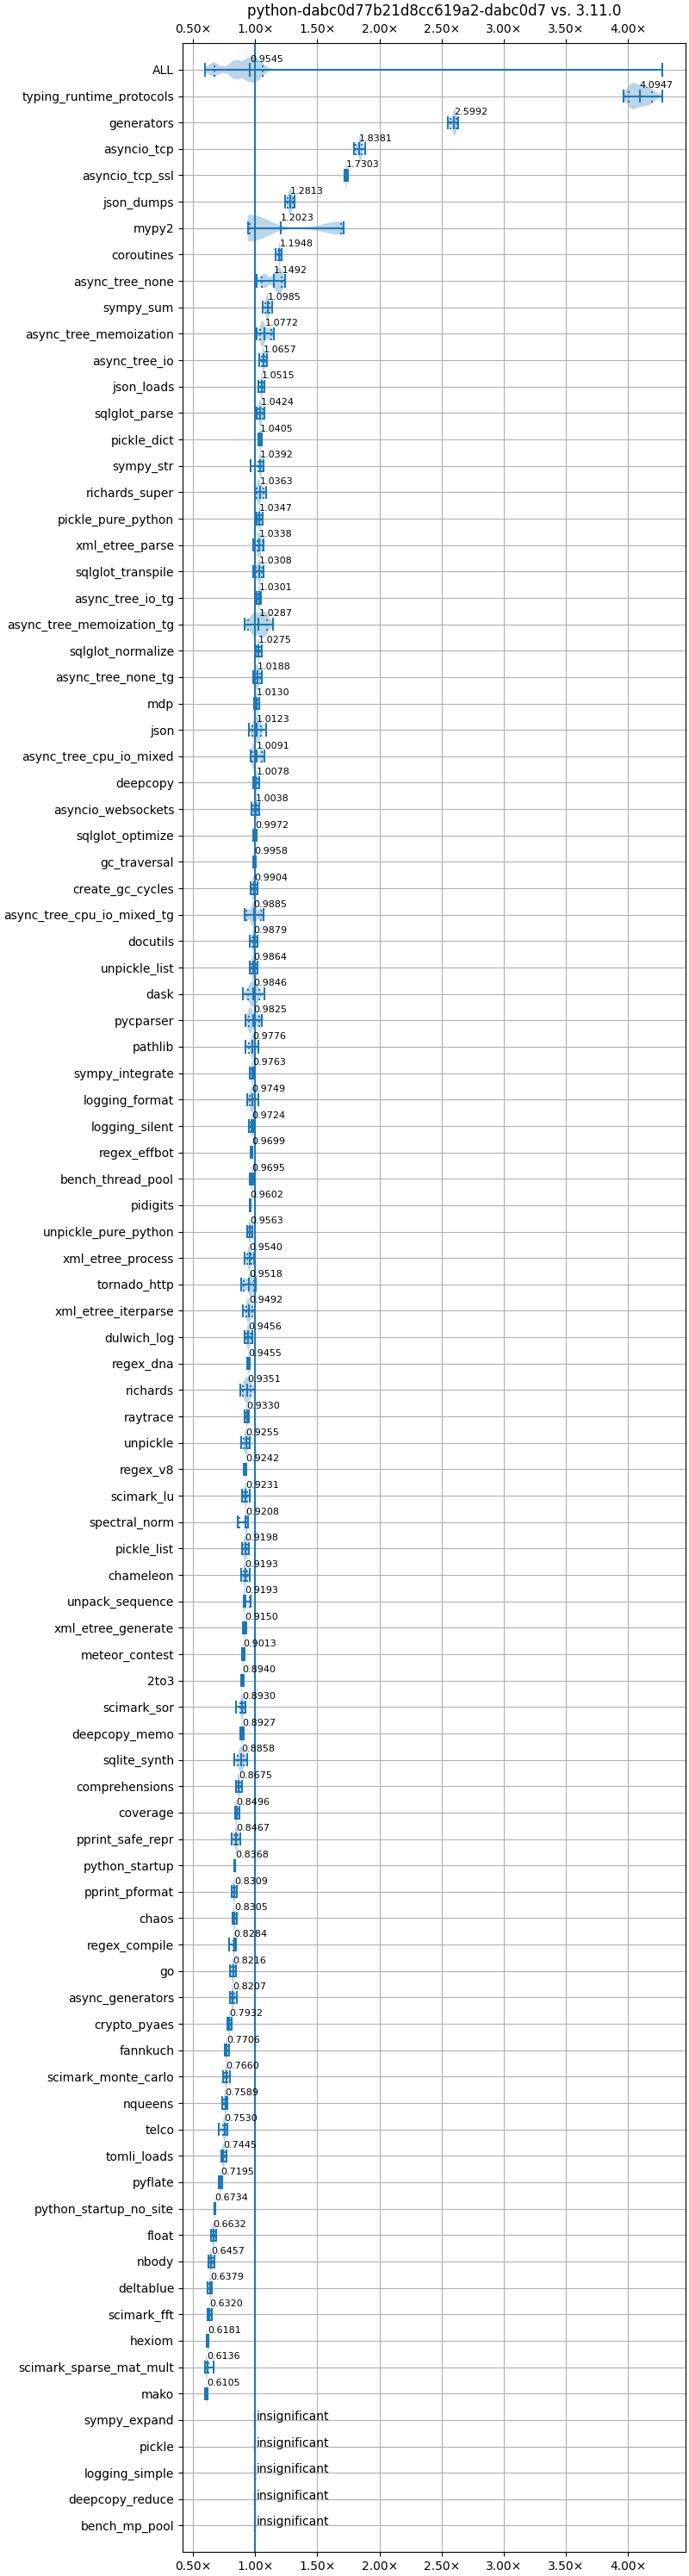 python-dabc0d77b21d8cc619a2-dabc0d7 vs. 3.11.0
0.50× 1.00× 1.50× 2.00× 2.50× 3.00× 3.50× 4.00×
ALL 0.9545
typing_runtime_protocols 4.0947
generators 2.5992
asyncio_tcp 1.8381
asyncio_tcp_ssl 1.7303
json_dumps 1.2813
mypy2 1.2023
coroutines 1.1948
async_tree_none 1.1492
sympy_sum 1.0985
async_tree_memoization 1.0772
async_tree_io 1.0657
json_loads 1.0515
sqlglot_parse 1.0424
pickle_dict 1.0405
sympy_str 1.0392
richards_super 1.0363
pickle_pure_python 1.0347
xml_etree_parse 1.0338
sqlglot_transpile 1.0308
async_tree_io_tg 1.0301
async_tree_memoization_tg 1.0287
sqlglot_normalize 1.0275
async_tree_none_tg 1.0188
mdp 1.0130
json 1.0123
async_tree_cpu_io_mixed 1.0091
deepcopy 1.0078
asyncio_websockets 1.0038
sqlglot_optimize 0.9972
gc_traversal 0.9958
create_gc_cycles 0.9904
async_tree_cpu_io_mixed_tg 0.9885
docutils 0.9879
unpickle_list 0.9864
dask 0.9846
pycparser 0.9825
pathlib 0.9776
sympy_integrate 0.9763
logging_format 0.9749
logging_silent 0.9724
regex_effbot 0.9699
bench_thread_pool 0.9695
pidigits 0.9602
unpickle_pure_python 0.9563
xml_etree_process 0.9540
tornado_http 0.9518
xml_etree_iterparse 0.9492
dulwich_log 0.9456
regex_dna 0.9455
richards 0.9351
raytrace 0.9330
unpickle 0.9255
regex_v8 0.9242
scimark_lu 0.9231
spectral_norm 0.9208
pickle_list 0.9198
chameleon 0.9193
unpack_sequence 0.9193
xml_etree_generate 0.9150
meteor_contest 0.9013
2to3 0.8940
scimark_sor 0.8930
deepcopy_memo 0.8927
sqlite_synth 0.8858
comprehensions 0.8675
coverage 0.8496
pprint_safe_repr 0.8467
python_startup 0.8368
pprint_pformat 0.8309
chaos 0.8305
regex_compile 0.8284
go 0.8216
async_generators 0.8207
crypto_pyaes 0.7932
fannkuch 0.7706
scimark_monte_carlo 0.7660
nqueens 0.7589
telco 0.7530
tomli_loads 0.7445
pyflate 0.7195
python_startup_no_site 0.6734
float 0.6632
nbody 0.6457
deltablue 0.6379
scimark_fft 0.6320
hexiom 0.6181
scimark_sparse_mat_mult 0.6136
mako 0.6105
sympy_expand insignificant
pickle insignificant
logging_simple insignificant
deepcopy_reduce insignificant
bench_mp_pool insignificant
0.50× 1.00× 1.50× 2.00× 2.50× 3.00× 3.50× 4.00×